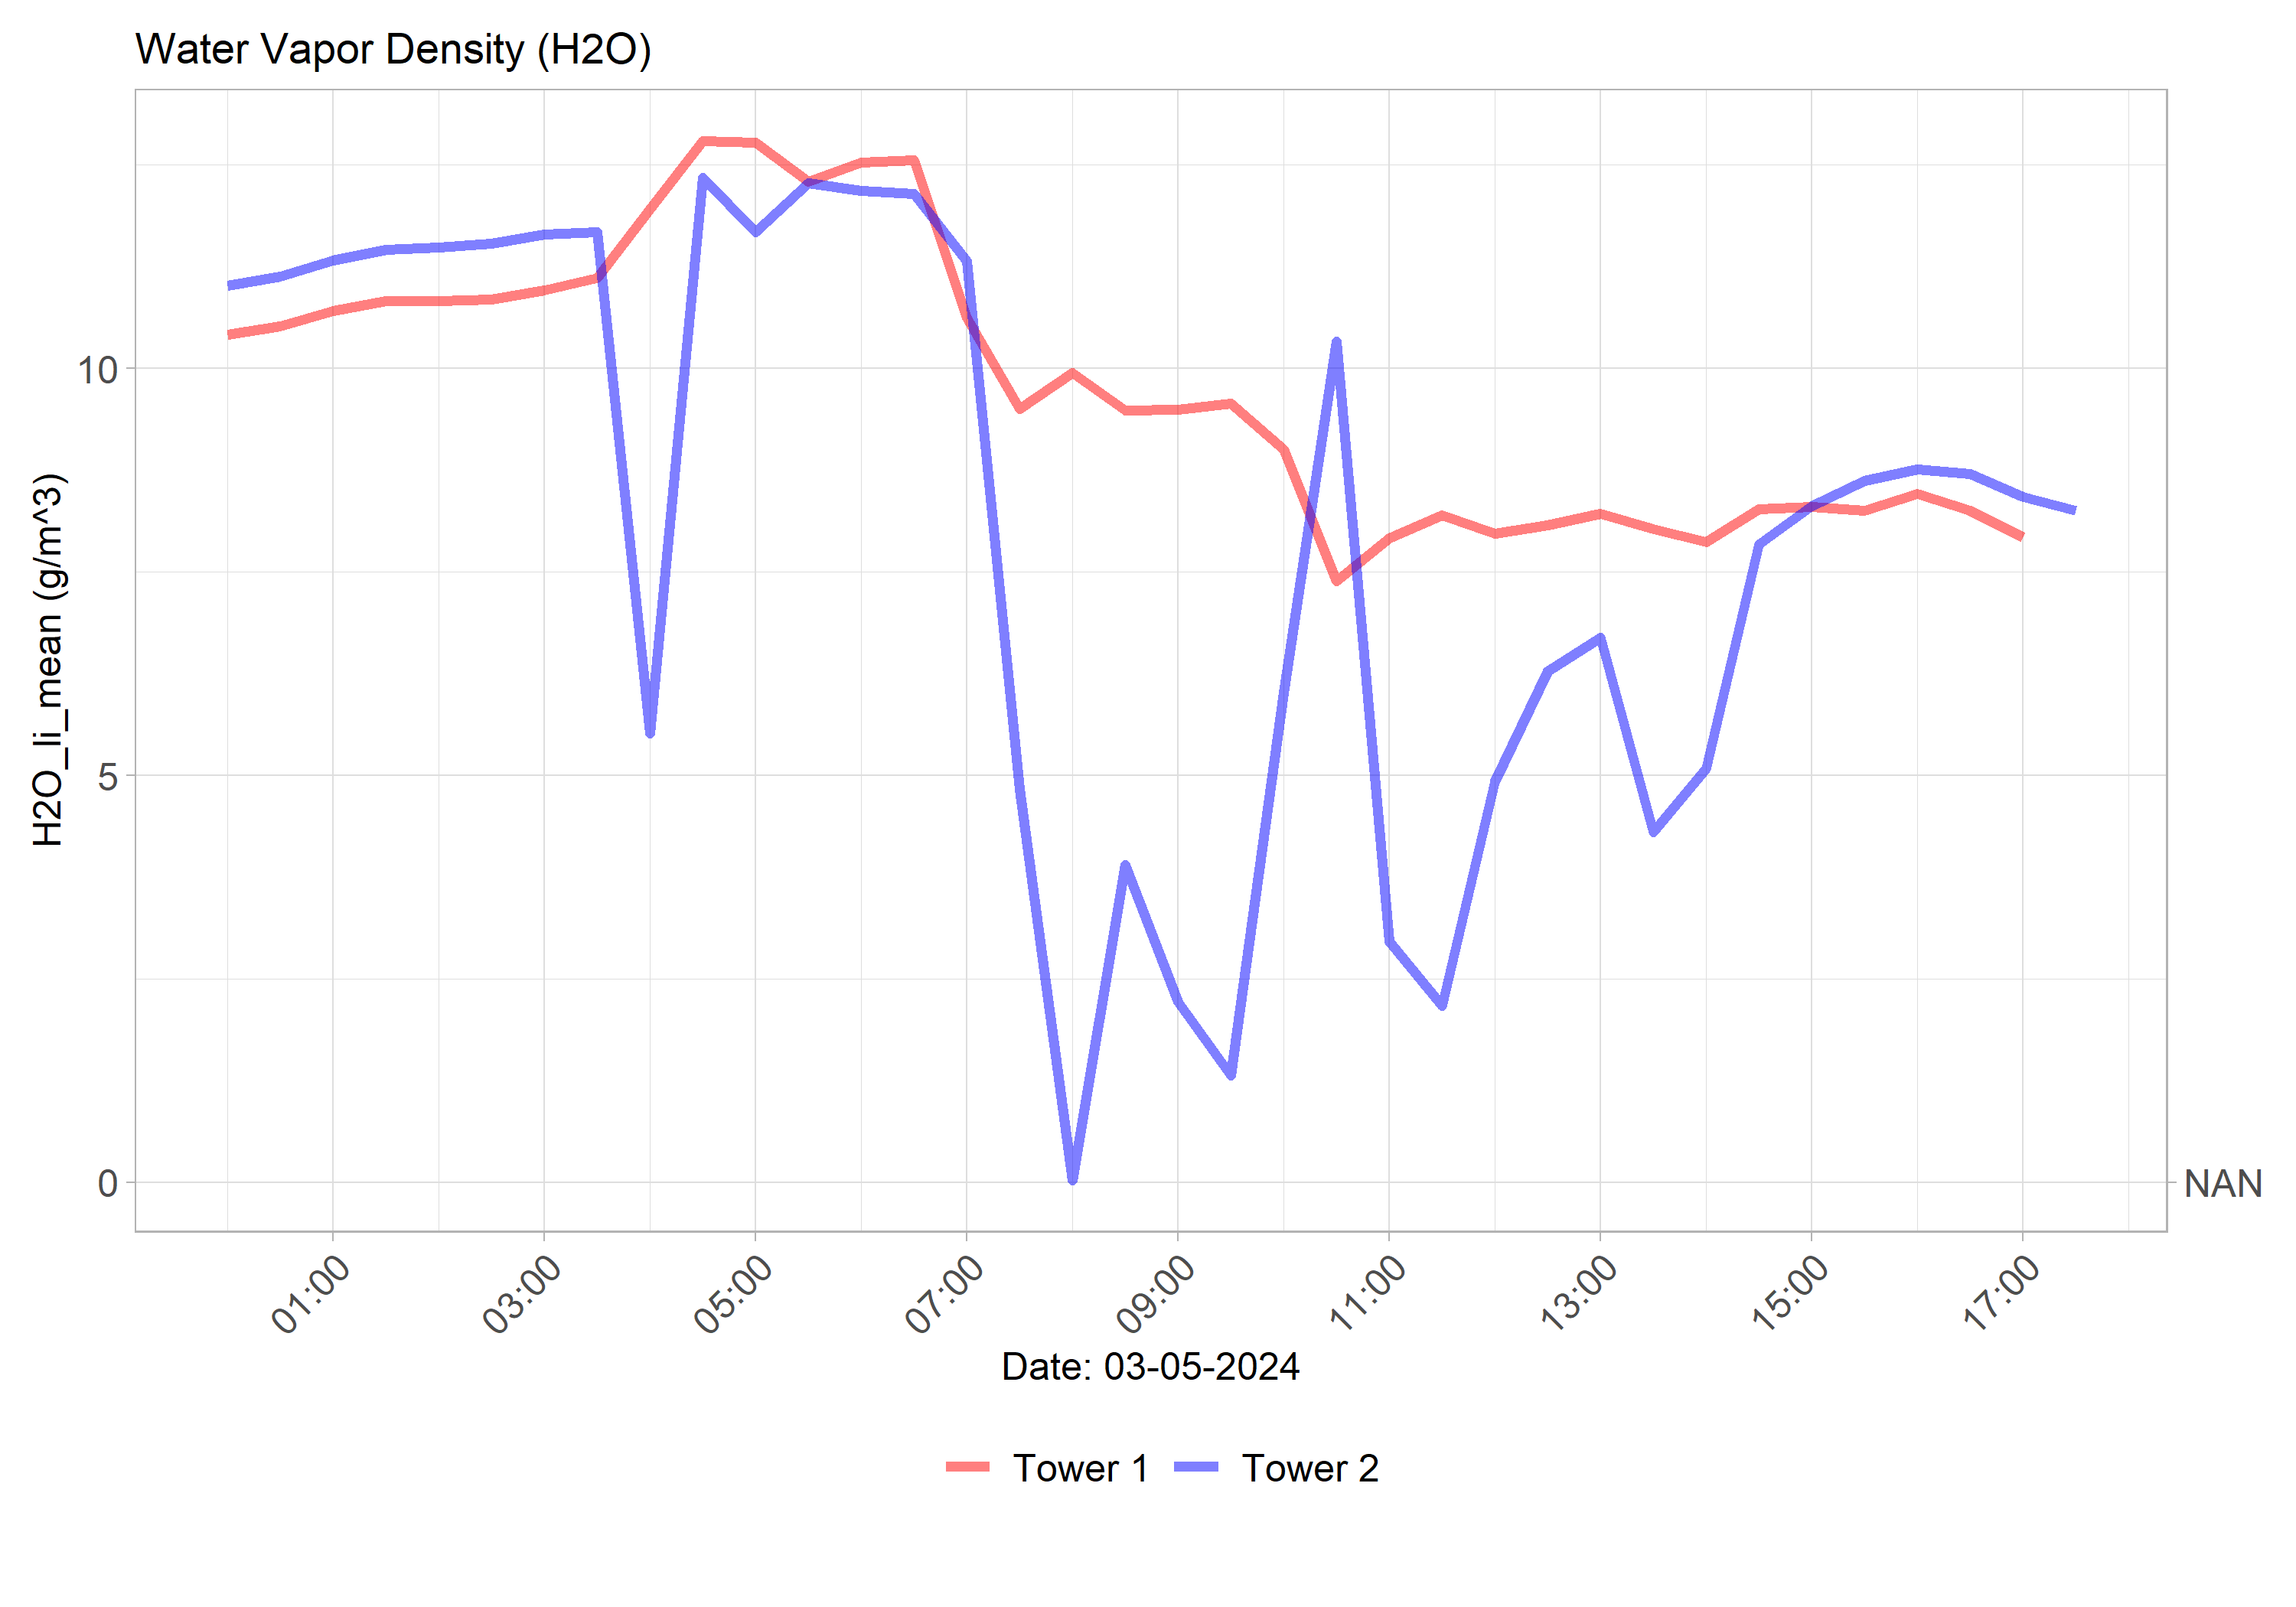 Water Vapor Density (H2O)
H2O_li_mean (g/m^3)
10
5
0
NAN
01:00
03:00
05:00
07:00
09:00
11:00
13:00
15:00
17:00
Date: 03-05-2024
Tower 1
Tower 2